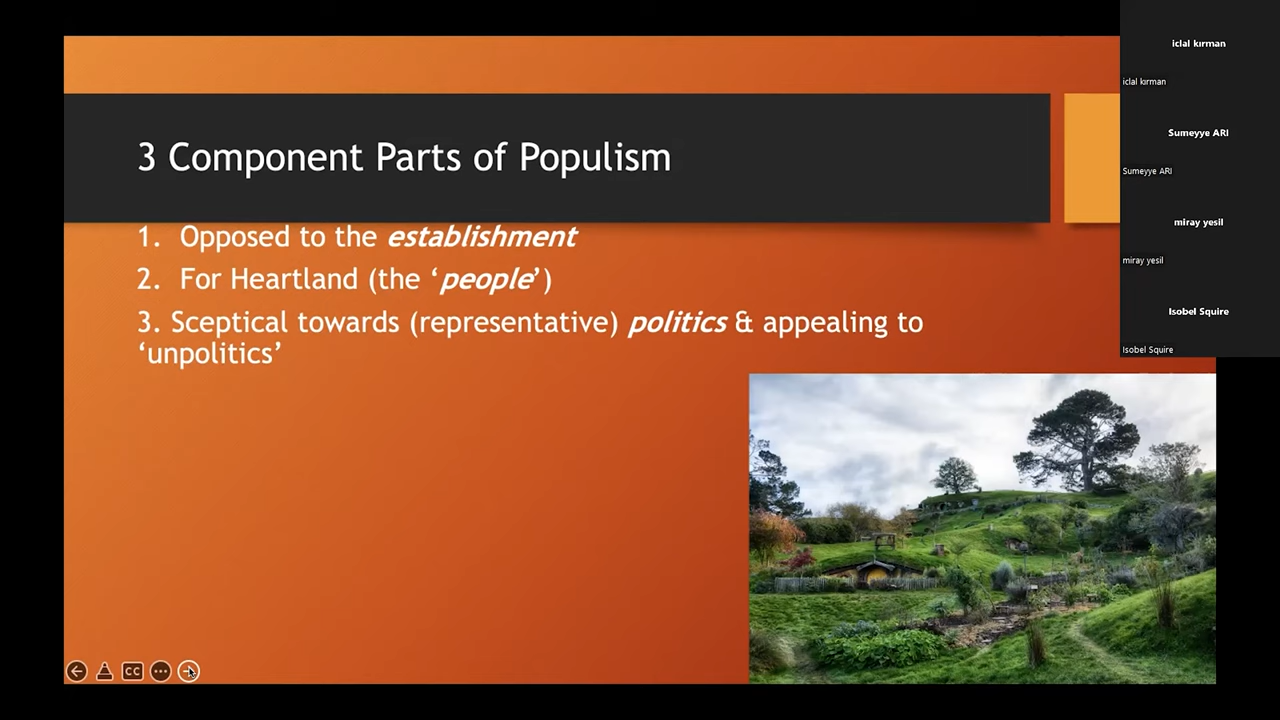 3 Component Parts of Populism
1. Opposed to the establishment
2. For Heartland (the ‘people’)
3. Sceptical towards (representative) politics & appealing to
‘unpolitics’
iclal kırman
iclal kırman
Sumeyye ARI
Sumeyye ARI
miray yesil
miray yesil
Isobel Squire
Isobel Squire
CC